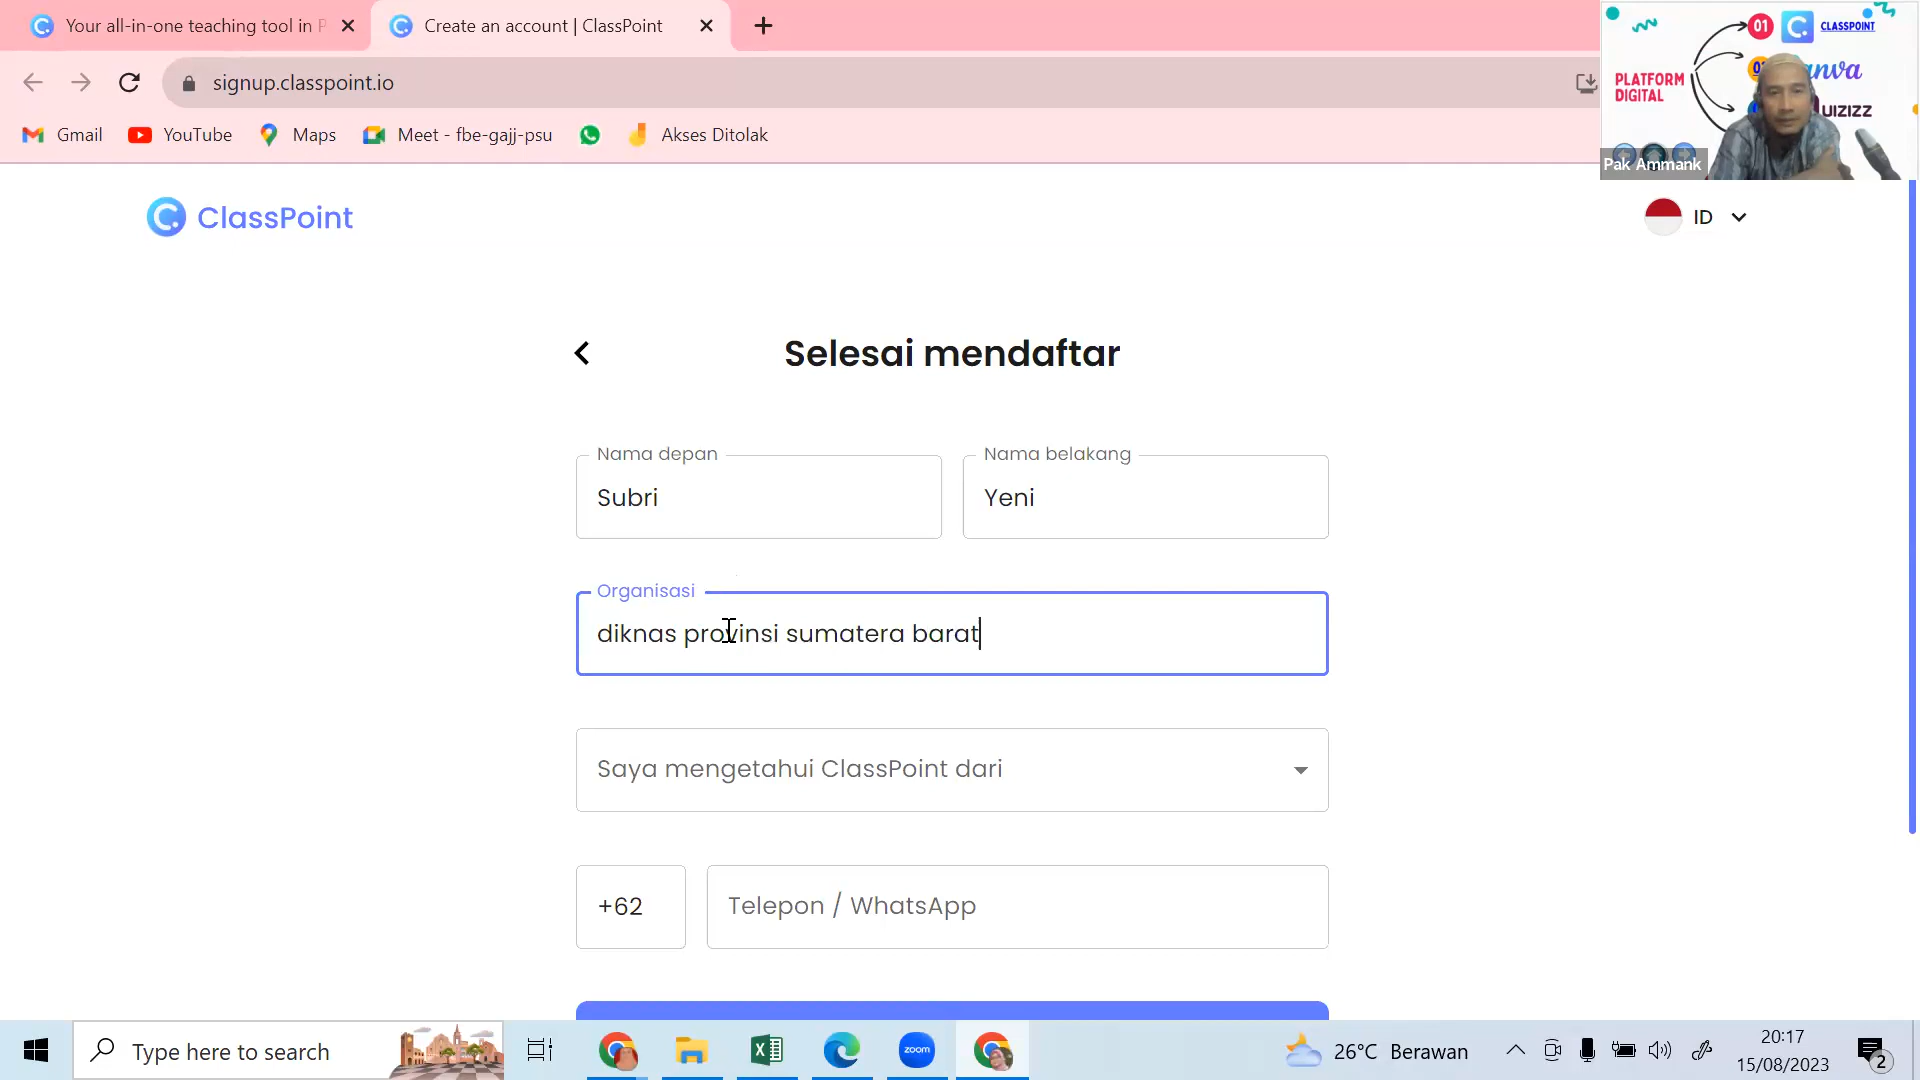 Your all-in-one teaching tool in P
Create an account | ClassPoint
signup.classpoint.io
Gmail
YouTube
Maps
Meet - fbe-gajj-psu
Akses Ditolak
PLATFORM
DIGITAL
01
CLASSPOINT
UIZIZZ
Pak Ammank
ClassPoint
ID
Selesai mendaftar
Nama depan
Nama belakang
Subri
Yeni
Organisasi
diknas provinsi sumatera barat
Saya mengetahui ClassPoint dari
+62
Telepon / WhatsApp
Type here to search
zoom
26°C Berawan
20:17
15/08/2023
2